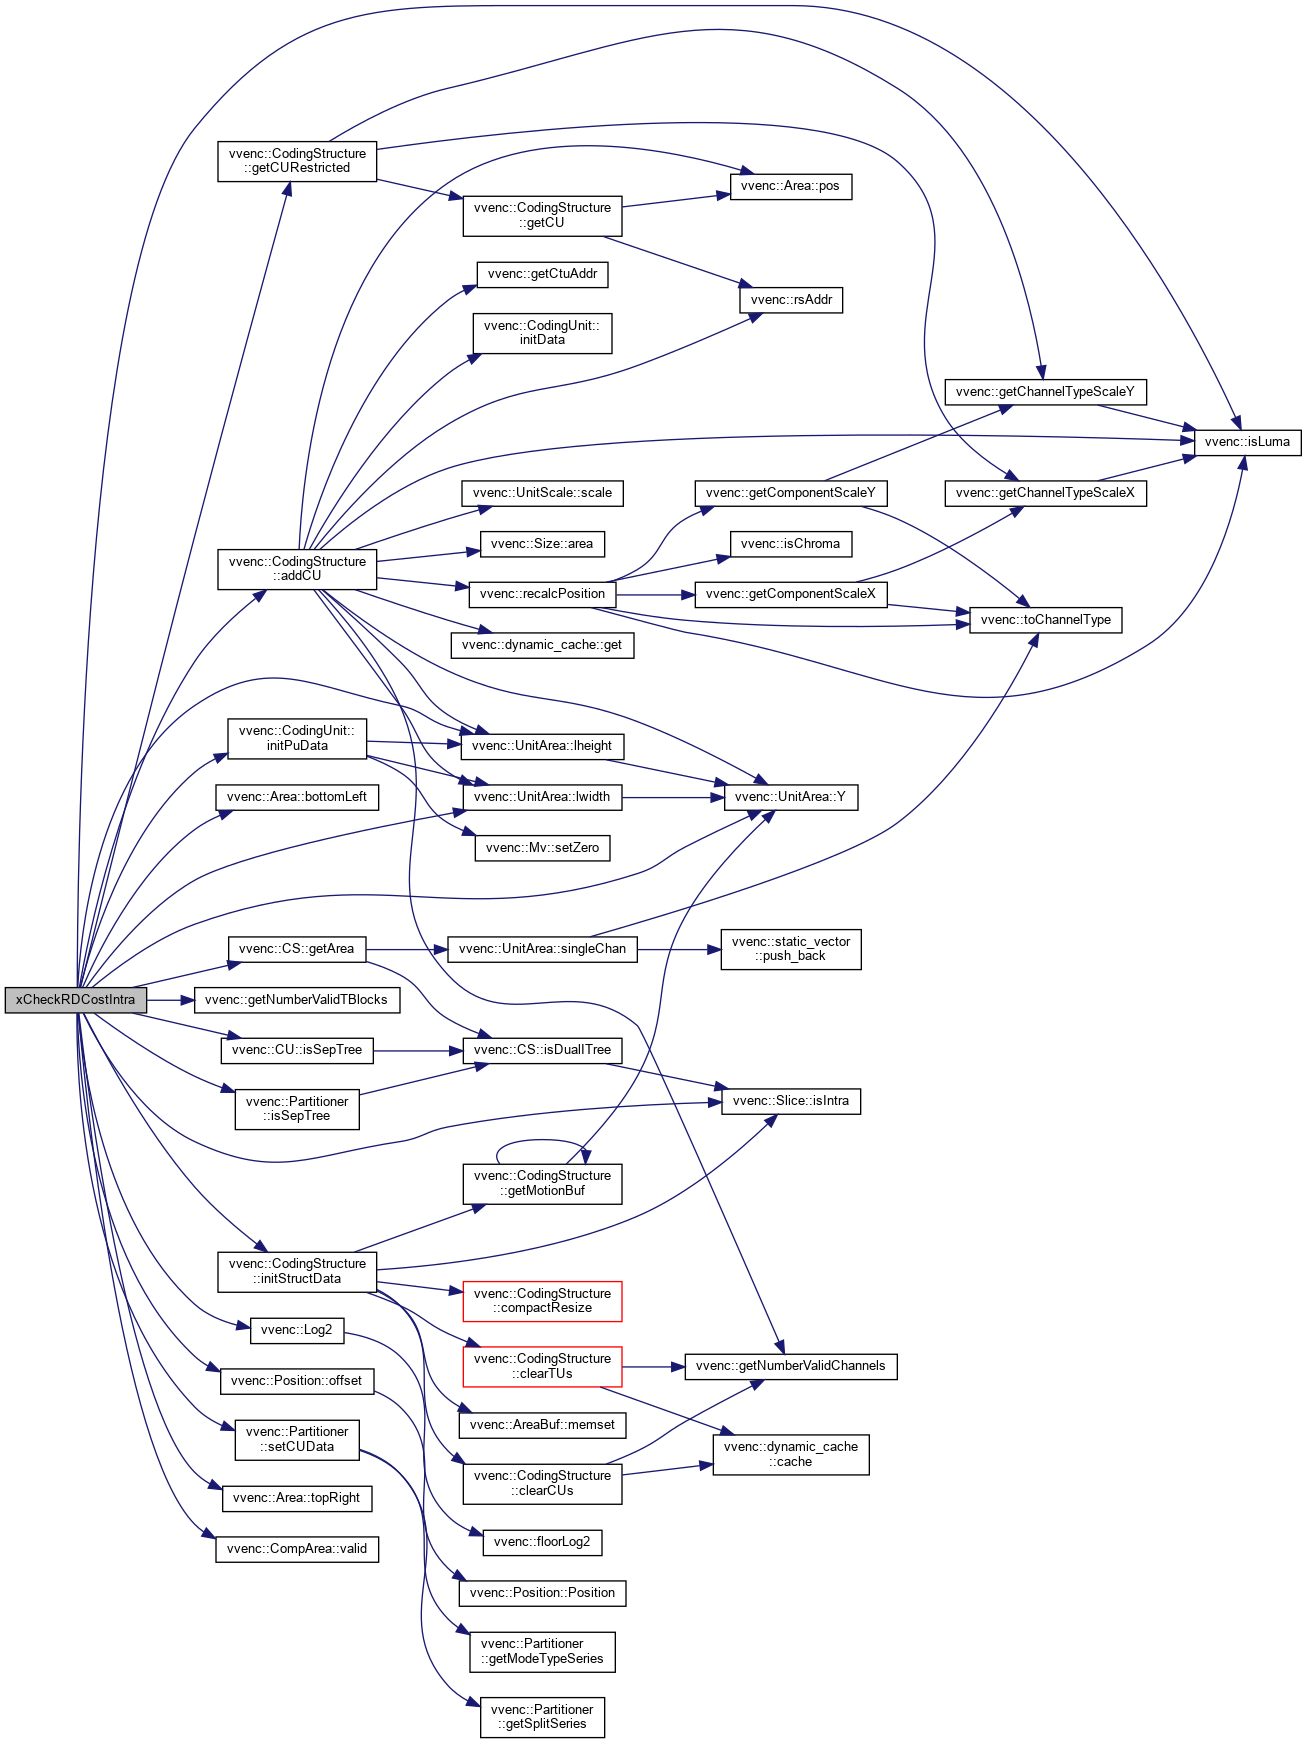 vvenc::CodingStructure
::getCURestricted
vvenc::Area::pos
vvenc::CodingStructure
::getCU
vvenc::getCtuAddr
vvenc::rsAddr
vvenc::CodingUnit::
initData
vvenc::getChannelTypeScaleY
vvenc::isLuma
vvenc::UnitScale::scale
vvenc::getComponentScaleY
vvenc::getChannelTypeScaleX
vvenc::Size::area
vvenc::isChroma
vvenc::CodingStructure
::addCU
vvenc::recalcPosition
vvenc::getComponentScaleX
vvenc::toChannelType
vvenc::dynamic_cache::get
vvenc::CodingUnit::
initPuData
vvenc::UnitArea::lheight
vvenc::Area::bottomLeft
vvenc::UnitArea::lwidth
vvenc::UnitArea::Y
vvenc::Mv::setZero
vvenc::CS::getArea
vvenc::UnitArea::singleChan
vvenc::static_vector
::push_back
xCheckRDCostIntra
vvenc::getNumberValidTBlocks
vvenc::CU::isSepTree
vvenc::CS::isDualITree
vvenc::Partitioner
::isSepTree
vvenc::Slice::isIntra
vvenc::CodingStructure
::getMotionBuf
vvenc::CodingStructure
::initStructData
vvenc::CodingStructure
::compactResize
vvenc::Log2
vvenc::CodingStructure
::clearTUs
vvenc::getNumberValidChannels
vvenc::Position::offset
vvenc::AreaBuf::memset
vvenc::Partitioner
::setCUData
vvenc::dynamic_cache
::cache
vvenc::CodingStructure
::clearCUs
vvenc::Area::topRight
vvenc::CompArea::valid
vvenc::floorLog2
vvenc::Position::Position
vvenc::Partitioner
::getModeTypeSeries
vvenc::Partitioner
::getSplitSeries